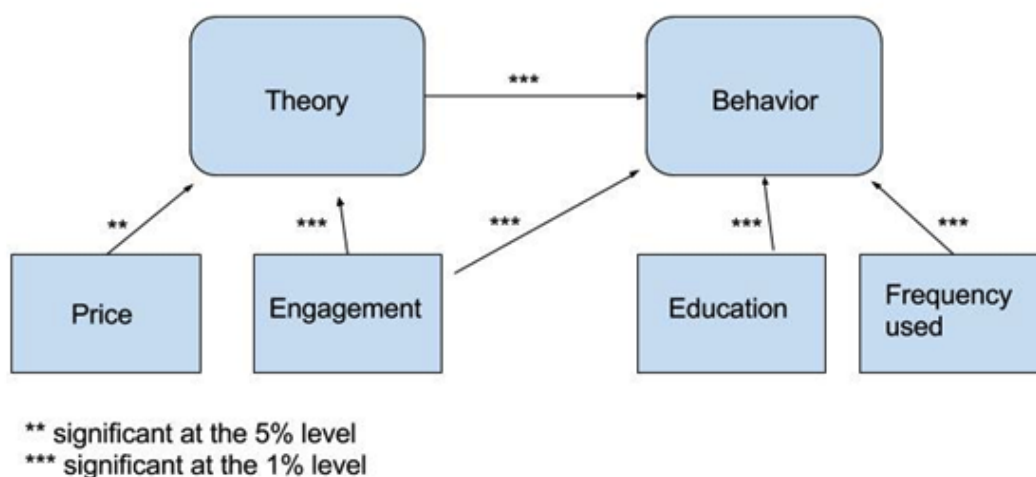 Theory
***
Behavior
**
***
***
***
***
Price
Engagement
Education
Frequency
used
** significant at the 5% level
*** significant at the 1% level